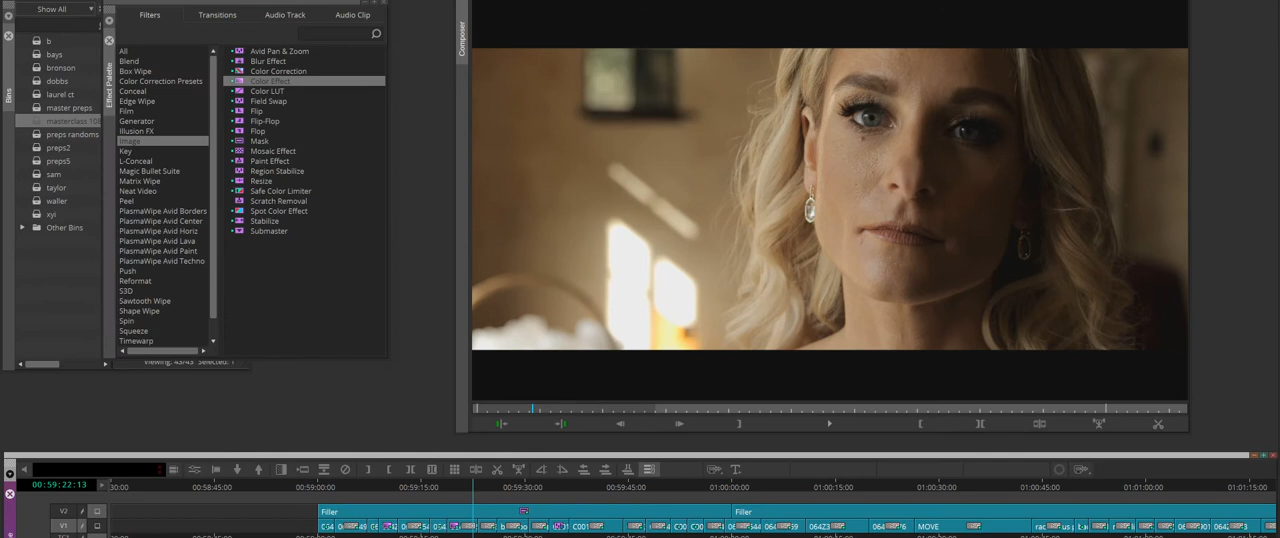 Show All
b
bays
bronson
dobbs
laurel ct
master preps
masterclass 108
preps randoms
preps2
preps5
sam
taylor
waller
xyi
Other Bins
Bins
Effect Palette
Filters Transitions Audio Track Audio Clip
All
Blend
Box Wipe
Color Correction Presets
Conceal
Edge Wipe
Film
Generator
Illusion FX
Image
Key
L-Conceal
Magic Bullet Suite
Matrix Wipe
Neat Video
Peel
PlasmaWipe Avid Borders
PlasmaWipe Avid Center
PlasmaWipe Avid Horiz
PlasmaWipe Avid Lava
PlasmaWipe Avid Paint
PlasmaWipe Avid Techno
Push
Reformat
S3D
Sawtooth Wipe
Shape Wipe
Spin
Squeeze
Timewarp
Avid Pan & Zoom
Blur Effect
Color Correction
Color Effect
Color LUT
Field Swap
Flip
Flip-Flop
Flop
Mask
Mosaic Effect
Paint Effect
Region Stabilize
Resize
Safe Color Limiter
Scratch Removal
Spot Color Effect
Stabilize
Submaster
Viewing: 43/43 Selected: 1
Composer
00:59:22:13
:30:00 00:58:45:00 00:59:00:00 00:59:15:00 00:59:30:00 00:59:45:00 01:00:00:00 01:00:15:00 01:00:30:00 01:00:45:00 01:01:00:00 01:01:15:00
V2 Filler Filler
V1 C001 064Z3 MOVE